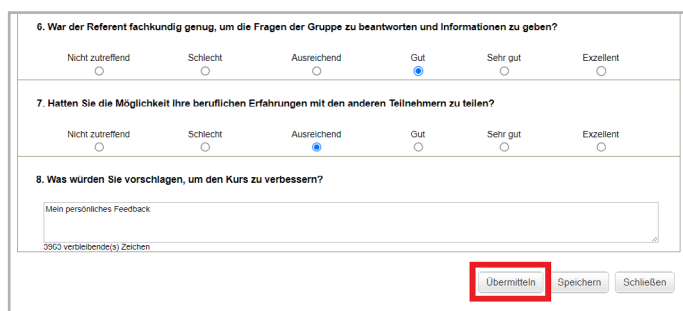 6. War der Referent fachkundig genug, um die Fragen der Gruppe zu beantworten und Informationen zu geben?
Nicht zutreffend Schlecht Ausreichend Gut Sehr gut Exzellent
7. Hatten Sie die Möglichkeit Ihre beruflichen Erfahrungen mit den anderen Teilnehmern zu teilen?
Nicht zutreffend Schlecht Ausreichend Gut Sehr gut Exzellent
8. Was würden Sie vorschlagen, um den Kurs zu verbessern?
Mein persönliches Feedback
3963 verbleibende(s) Zeichen
Übermitteln Speichern Schließen